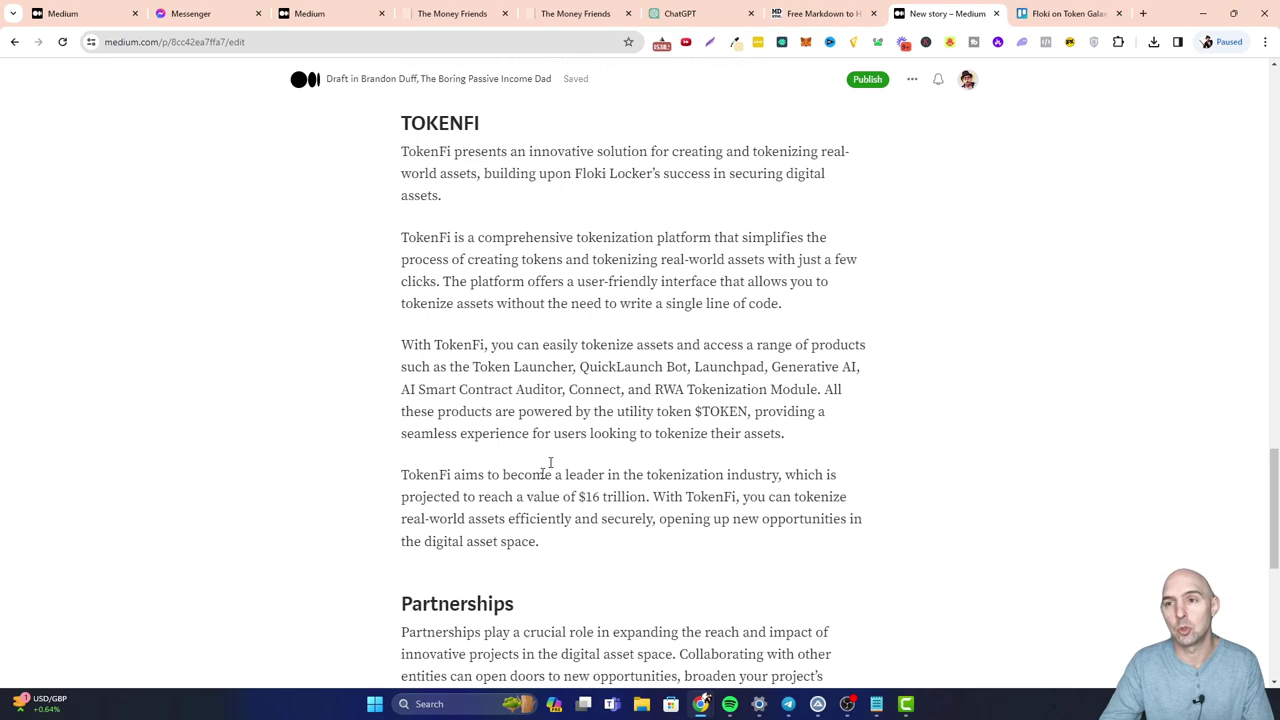 Medium
Messenger
Medium
The Money Friends
The Money Friends
ChatGPT
Free Markdown to H
New story – Medium
Floki on Token Gala
medium.com/p/8cc42ea7ffa7/edit
Paused
Draft in Brandon Duff, The Boring Passive Income Dad
Saved
Publish
TOKENFI
TokenFi presents an innovative solution for creating and tokenizing real-
world assets, building upon Floki Locker’s success in securing digital
assets.
TokenFi is a comprehensive tokenization platform that simplifies the
process of creating tokens and tokenizing real-world assets with just a few
clicks. The platform offers a user-friendly interface that allows you to
tokenize assets without the need to write a single line of code.
With TokenFi, you can easily tokenize assets and access a range of products
such as the Token Launcher, QuickLaunch Bot, Launchpad, Generative AI,
AI Smart Contract Auditor, Connect, and RWA Tokenization Module. All
these products are powered by the utility token $TOKEN, providing a
seamless experience for users looking to tokenize their assets.
TokenFi aims to become a leader in the tokenization industry, which is
projected to reach a value of $16 trillion. With TokenFi, you can tokenize
real-world assets efficiently and securely, opening up new opportunities in
the digital asset space.
Partnerships
Partnerships play a crucial role in expanding the reach and impact of
innovative projects in the digital asset space. Collaborating with other
entities can open doors to new opportunities, broaden your project’s
USD/GBP
+0.64%
Search